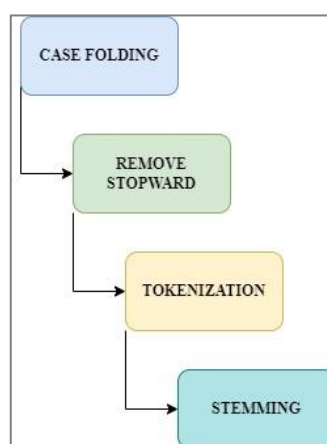 CASE FOLDING
REMOVE
STOPWARD
TOKENIZATION
STEMMING